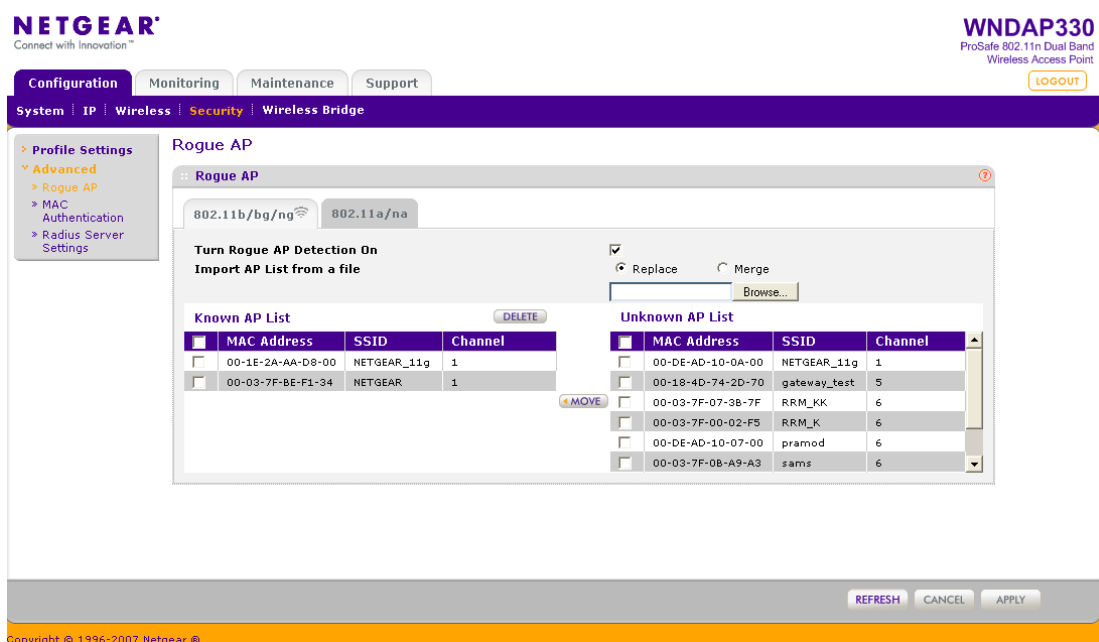 NETGEAR®
Connect with Innovation™
WNDAP330
ProSafe 802.11n Dual Band
Wireless Access Point
Configuration Monitoring Maintenance Support
LOGOUT
System IP Wireless Security Wireless Bridge
Profile Settings
Advanced
Rogue AP
MAC
Authentication
Radius Server
Settings
Rogue AP
Rogue AP ?
802.11b/bg/ng 802.11a/na
Turn Rogue AP Detection On
Import AP List from a file Replace Merge
Browse...
Known AP List DELETE
MAC Address SSID Channel
00-1E-2A-AA-D8-00 NETGEAR_11g 1
00-03-7F-BE-F1-34 NETGEAR 1
MOVE
Unknown AP List
MAC Address SSID Channel
00-DE-AD-10-0A-00 NETGEAR_11g 1
00-18-4D-74-2D-70 gateway_test 5
00-03-7F-07-3B-7F RRM_KK 6
00-03-7F-00-02-F5 RRM_K 6
00-DE-AD-10-07-00 pramod 6
00-03-7F-0B-A9-A3 sams 6
REFRESH CANCEL APPLY
Copyright © 1996-2007 Netgear ®